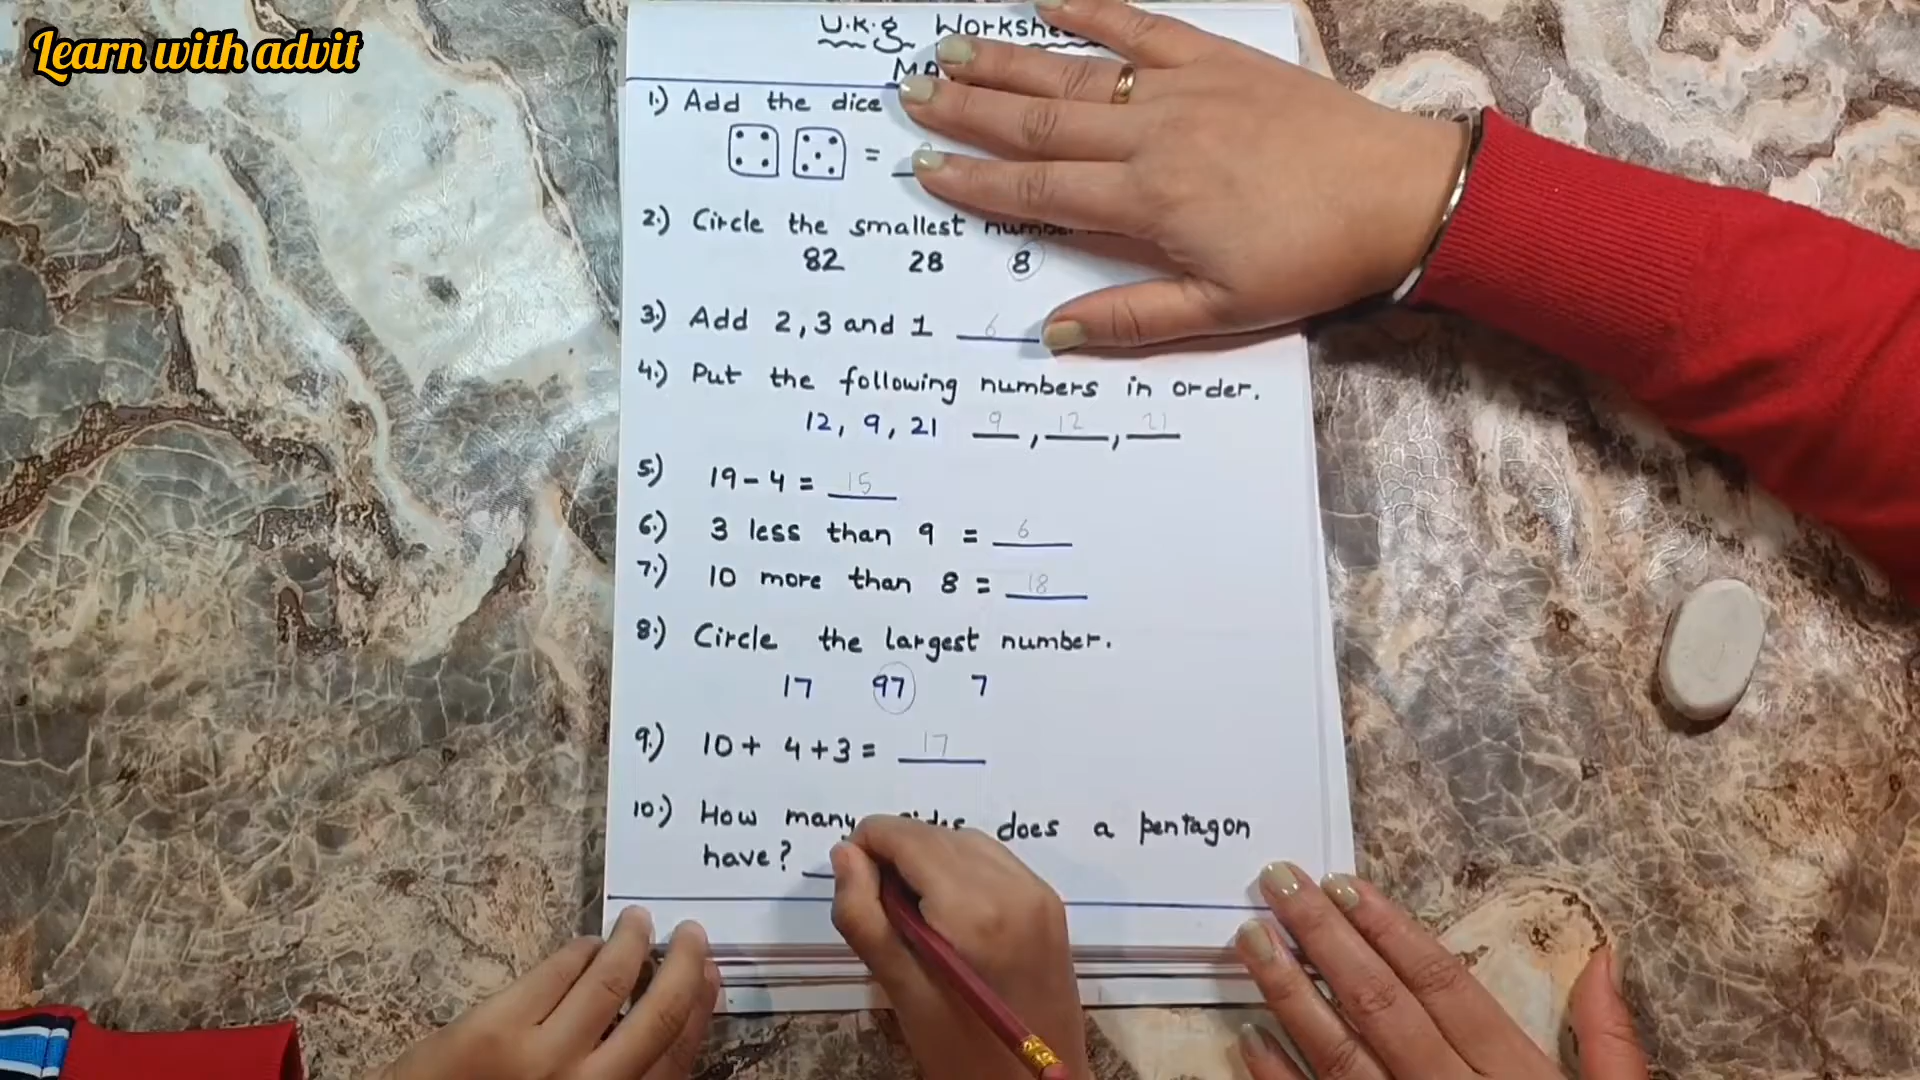 Learn with advit
U.K.g Workshe
MA
1.) Add the dice
=
2.) Circle the smallest number
82 28 8
3.) Add 2, 3 and 1 6
4.) Put the following numbers in order.
12, 9, 21 9, 12, 21
5.) 19 - 4 = 15
6.) 3 less than 9 = 6
7.) 10 more than 8 = 18
8.) Circle the largest number.
17 97 7
9.) 10 + 4 + 3 = 17
10.) How many sides does a pentagon
have?